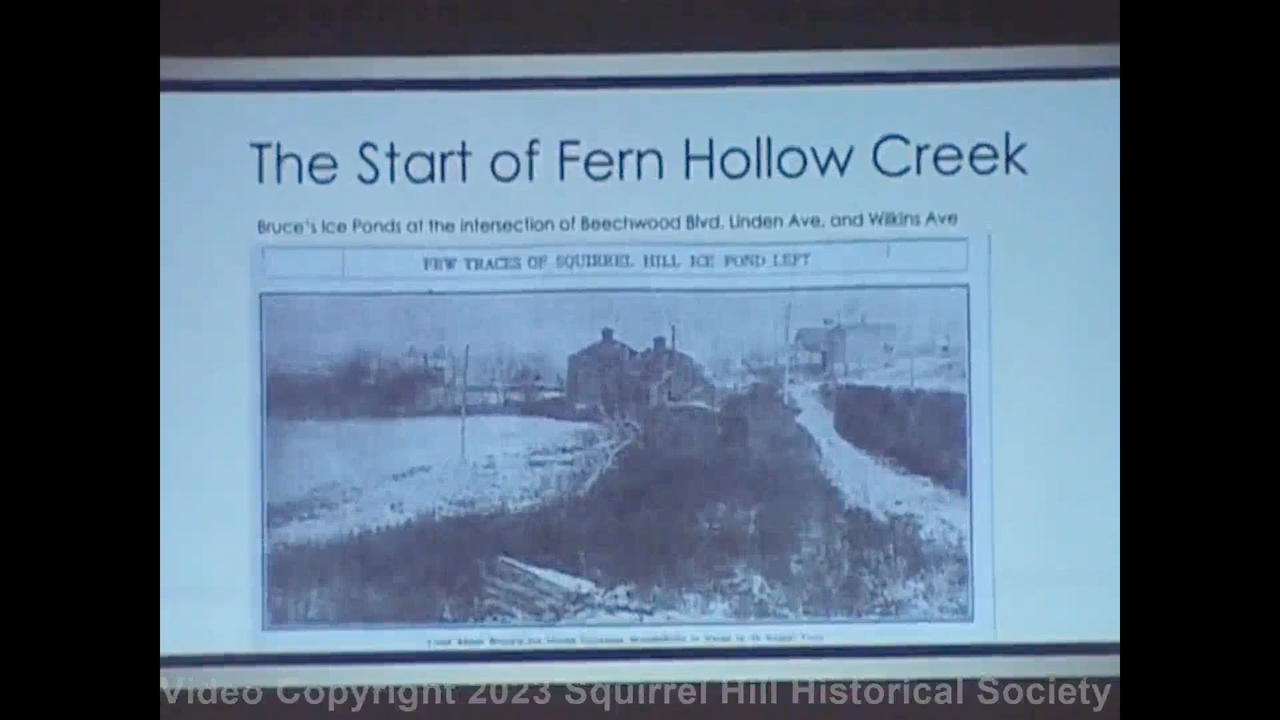 The Start of Fern Hollow Creek
Bruce's Ice Ponds at the intersection of Beechwood Blvd, Linden Ave, and Wilkins Ave
FEW TRACES OF SQUIRREL HILL ICE POND LEFT
Video Copyright 2023 Squirrel Hill Historical Society